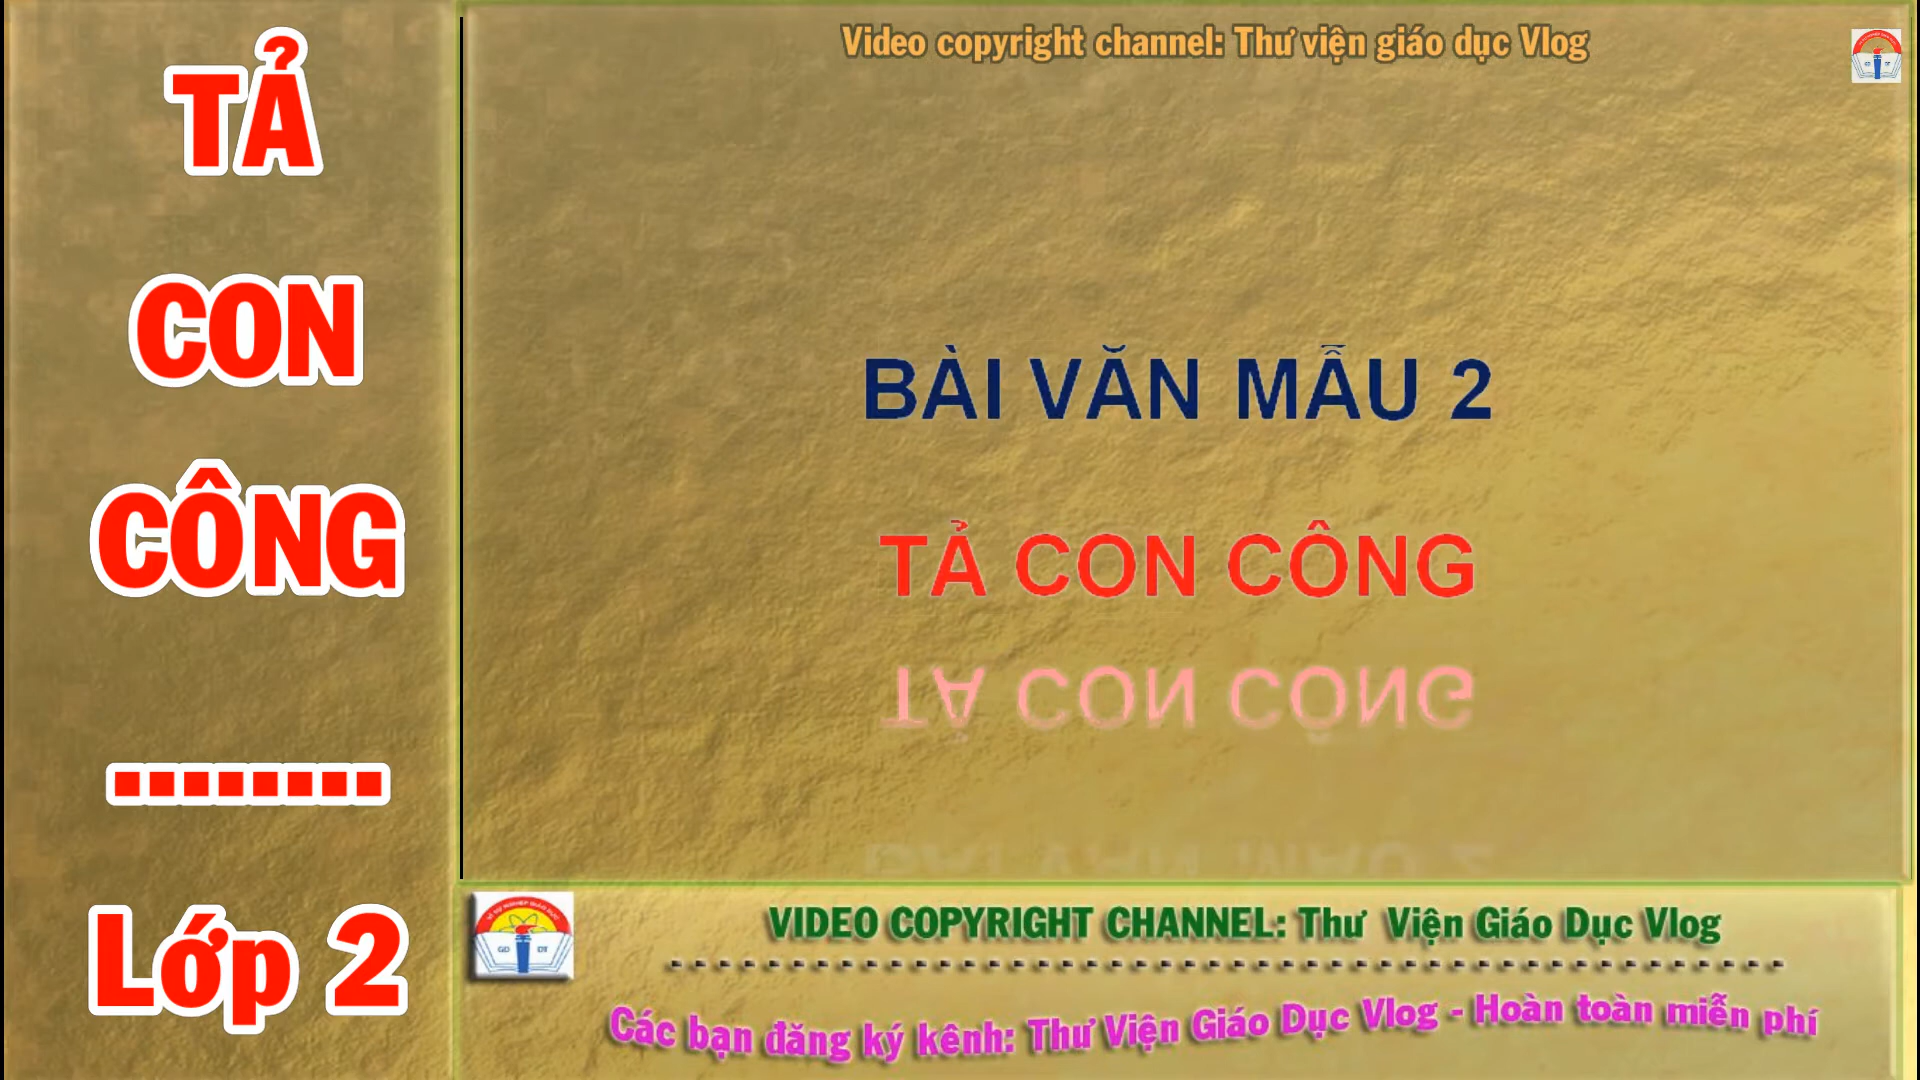 TẢ
CON
CÔNG
Lớp 2
Video copyright channel: Thư viện giáo dục Vlog
BÀI VĂN MẪU 2
TẢ CON CÔNG
VIDEO COPYRIGHT CHANNEL: Thư Viện Giáo Dục Vlog
GD ĐT
Các bạn đăng ký kênh: Thư Viện Giáo Dục Vlog - Hoàn toàn miễn phí